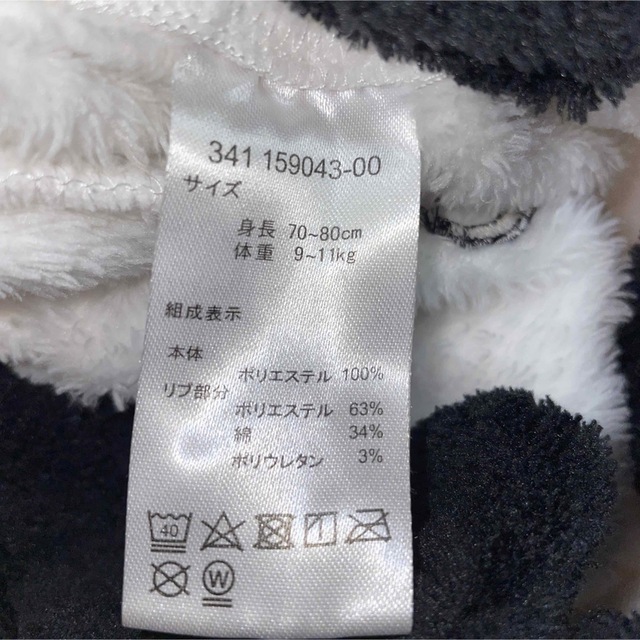 341 159043-00
サイズ
身長 70~80cm
体重 9~11kg
組成表示
本体
ポリエステル 100%
リブ部分
ポリエステル 63%
綿 34%
ポリウレタン 3%
40
W